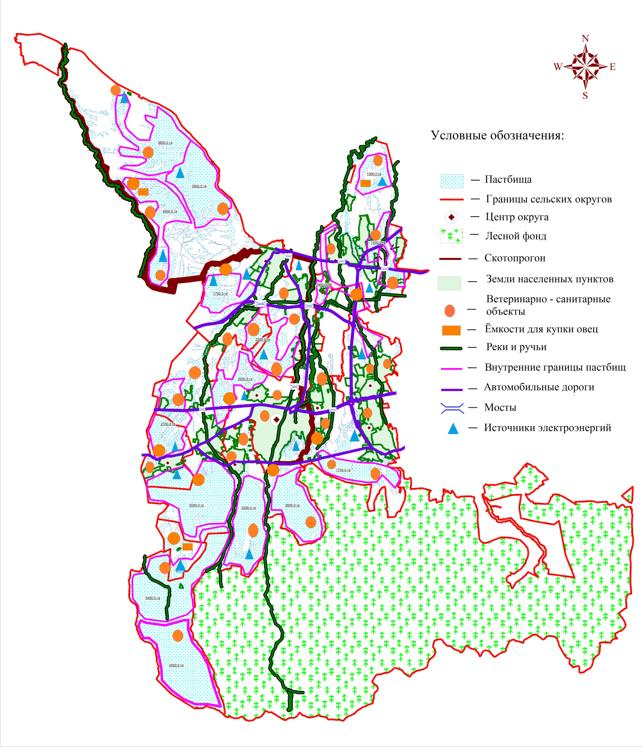 N
W E
S
Условные обозначения:
— Пастбища
— Границы сельских округов
— Центр округа
— Лесной фонд
— Скотопрогон
— Земли населенных пунктов
— Ветеринарно - санитарные
объекты
— Ёмкости для купки овец
— Реки и ручьи
— Внутренние границы пастбищ
— Автомобильные дороги
— Мосты
— Источники электроэнергий